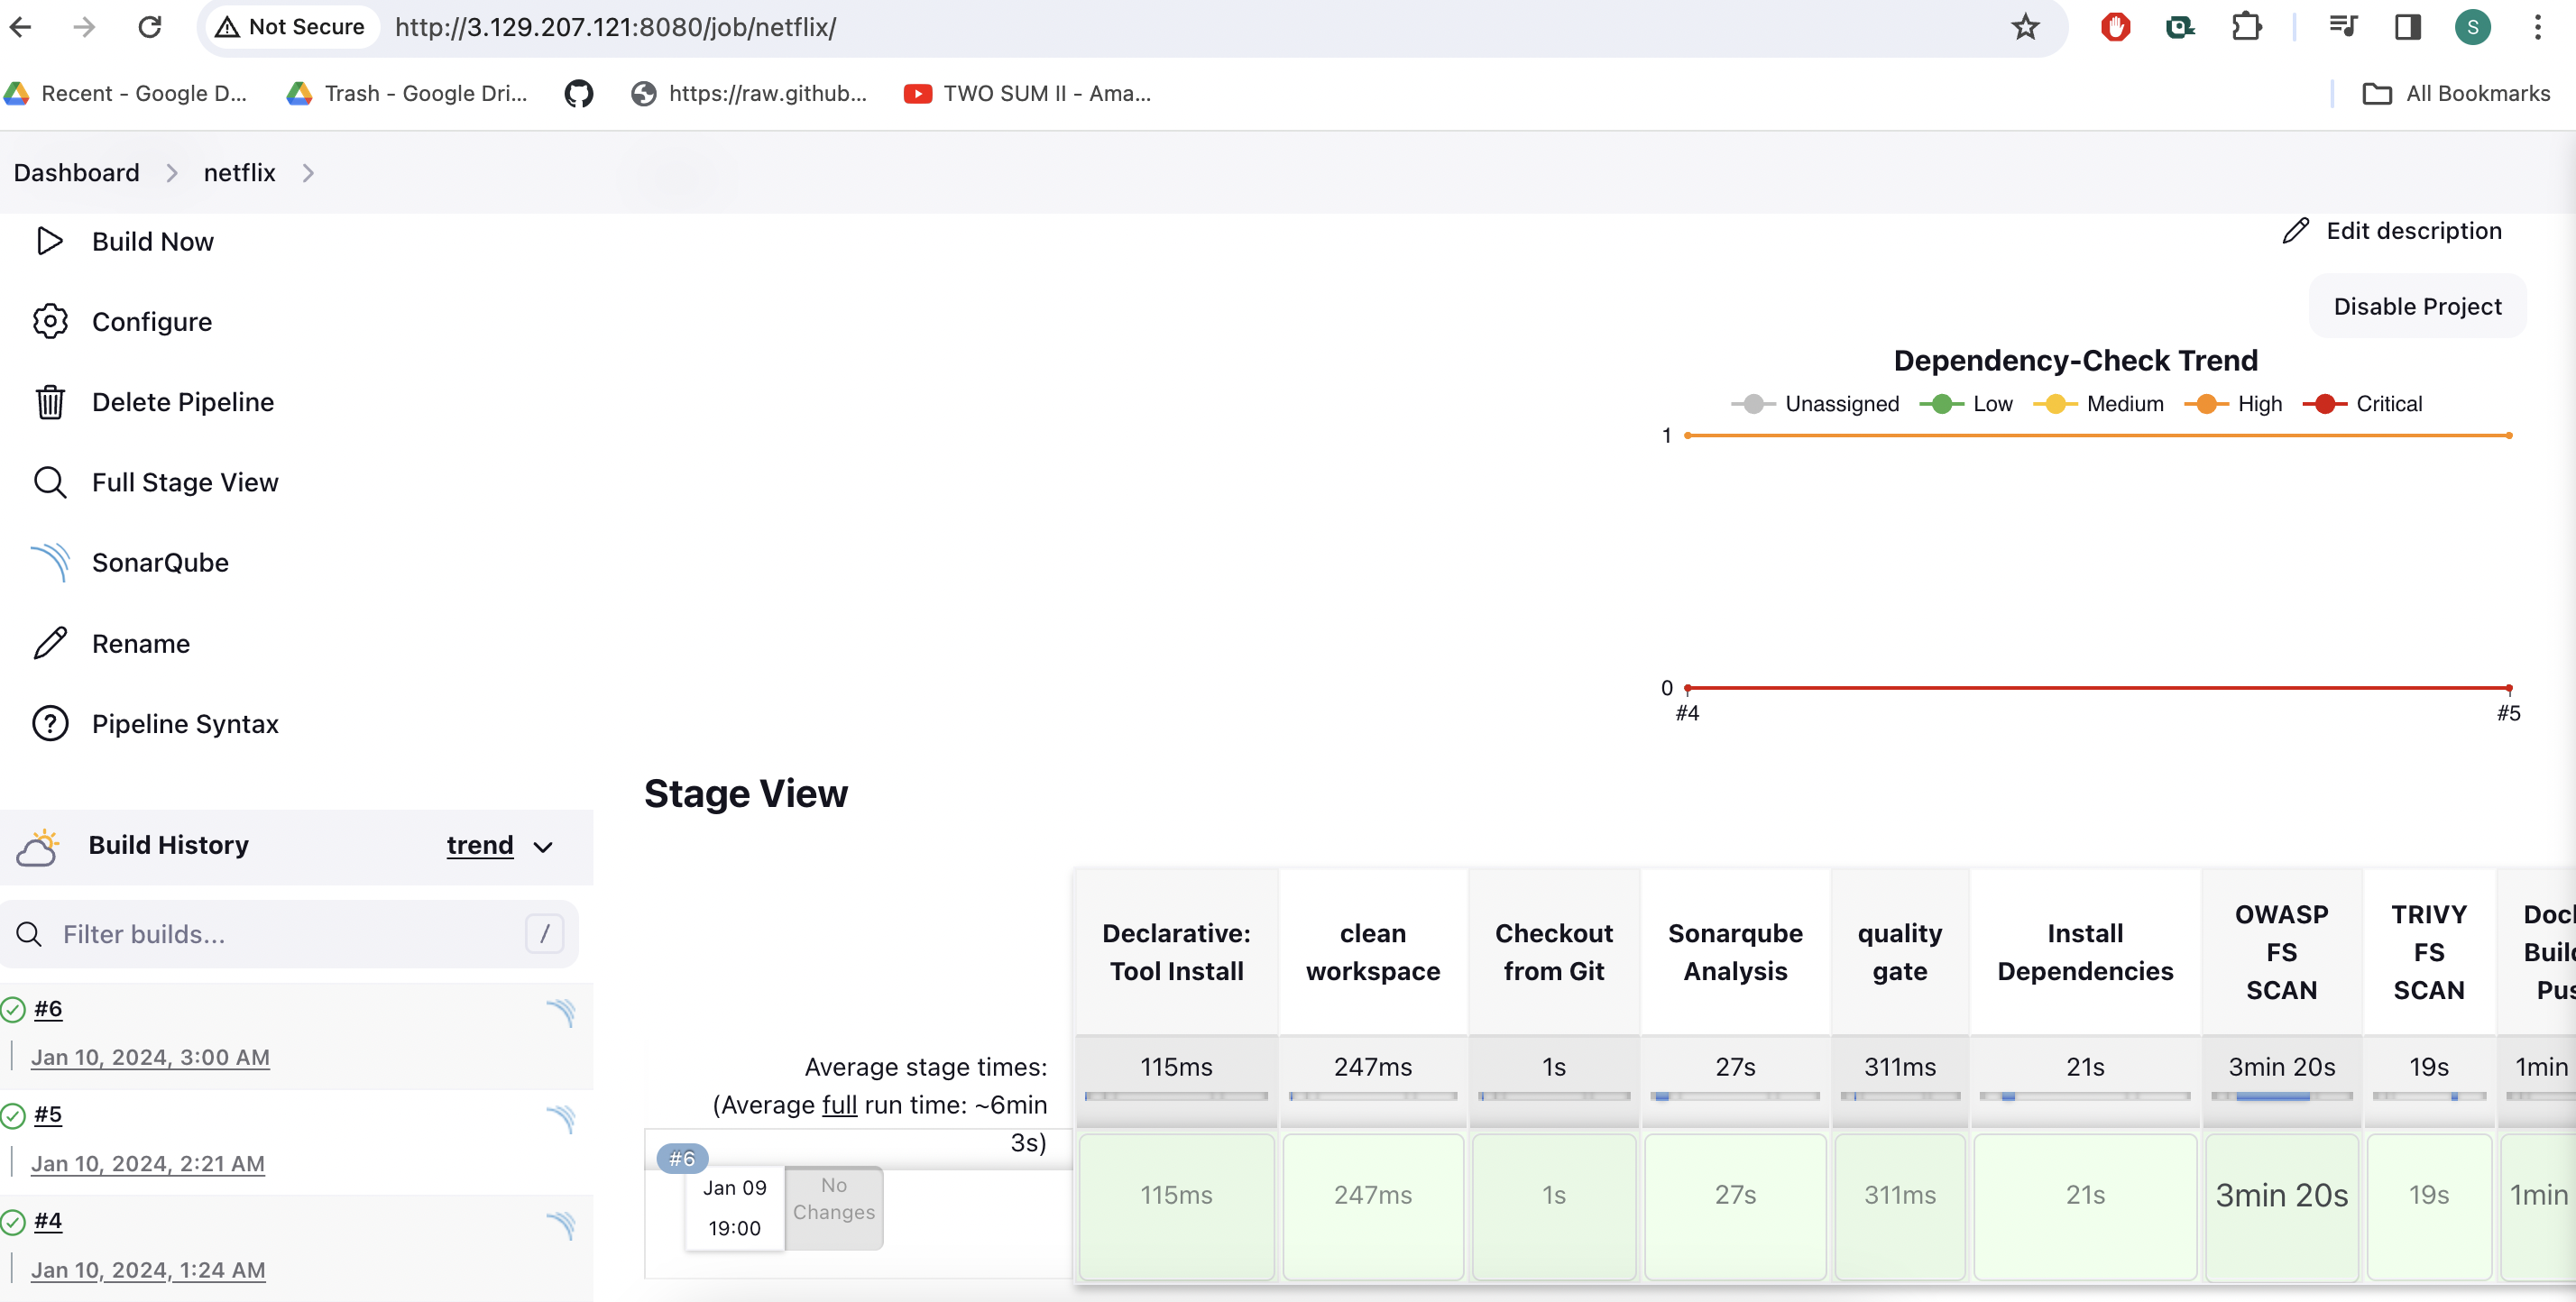 Not Secure http://3.129.207.121:8080/job/netflix/
S
Recent - Google D...
Trash - Google Dri...
https://raw.github...
TWO SUM II - Ama...
All Bookmarks
Dashboard > netflix >
Build Now
Configure
Delete Pipeline
Full Stage View
SonarQube
Rename
Pipeline Syntax
Build History trend
Filter builds... /
#6
Jan 10, 2024, 3:00 AM
#5
Jan 10, 2024, 2:21 AM
#4
Jan 10, 2024, 1:24 AM
Edit description
Disable Project
Dependency-Check Trend
Unassigned Low Medium High Critical
1
0
#4 #5
Stage View
Declarative:
Tool Install
clean
workspace
Checkout
from Git
Sonarqube
Analysis
quality
gate
Install
Dependencies
OWASP
FS
SCAN
TRIVY
FS
SCAN
Doc
Buil
Pus
Average stage times:
(Average full run time: ~6min
3s)
115ms 247ms 1s 27s 311ms 21s 3min 20s 19s 1min
#6
Jan 09
19:00
No
Changes
115ms 247ms 1s 27s 311ms 21s 3min 20s 19s 1min